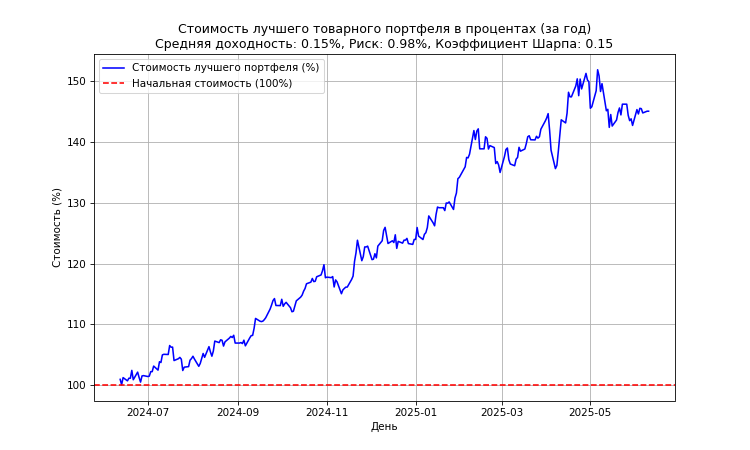 Стоимость лучшего товарного портфеля в процентах (за год)
Средняя доходность: 0.15%, Риск: 0.98%, Коэффициент Шарпа: 0.15
Стоимость лучшего портфеля (%)
Начальная стоимость (100%)
Стоимость (%)
150
140
130
120
110
100
2024-07 2024-09 2024-11 2025-01 2025-03 2025-05
День